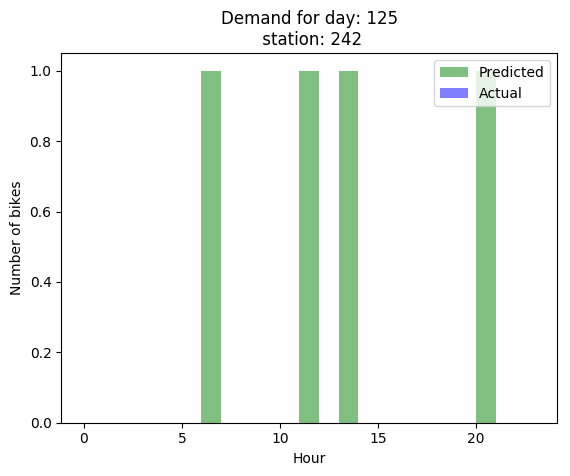 Demand for day: 125
station: 242
Predicted
Actual
Number of bikes
1.0
0.8
0.6
0.4
0.2
0.0
0 5 10 15 20
Hour